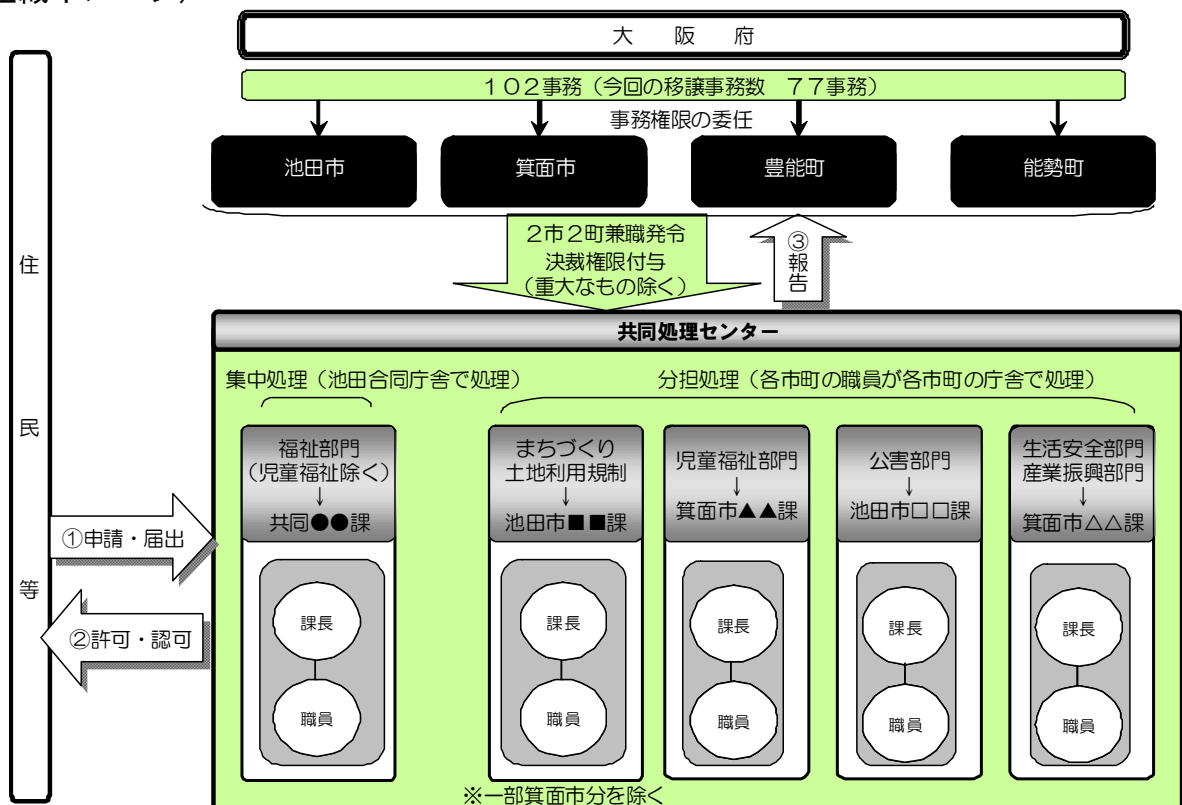 大　阪　府
１０２事務（今回の移譲事務数　７７事務）
事務権限の委任
池田市
箕面市
豊能町
能勢町
２市２町兼職発令
決裁権限付与
（重大なもの除く）
③報告
住民等
共同処理センター
集中処理（池田合同庁舎で処理）
分担処理（各市町の職員が各市町の庁舎で処理）
福祉部門
（児童福祉除く）
↓
共同●●課
まちづくり
土地利用規制
↓
池田市■■課
児童福祉部門
↓
箕面市▲▲課
公害部門
↓
池田市□□課
生活安全部門
産業振興部門
↓
箕面市△△課
①申請・届出
②許可・認可
課長
職員
課長
職員
課長
職員
課長
職員
課長
職員
※一部箕面市分を除く